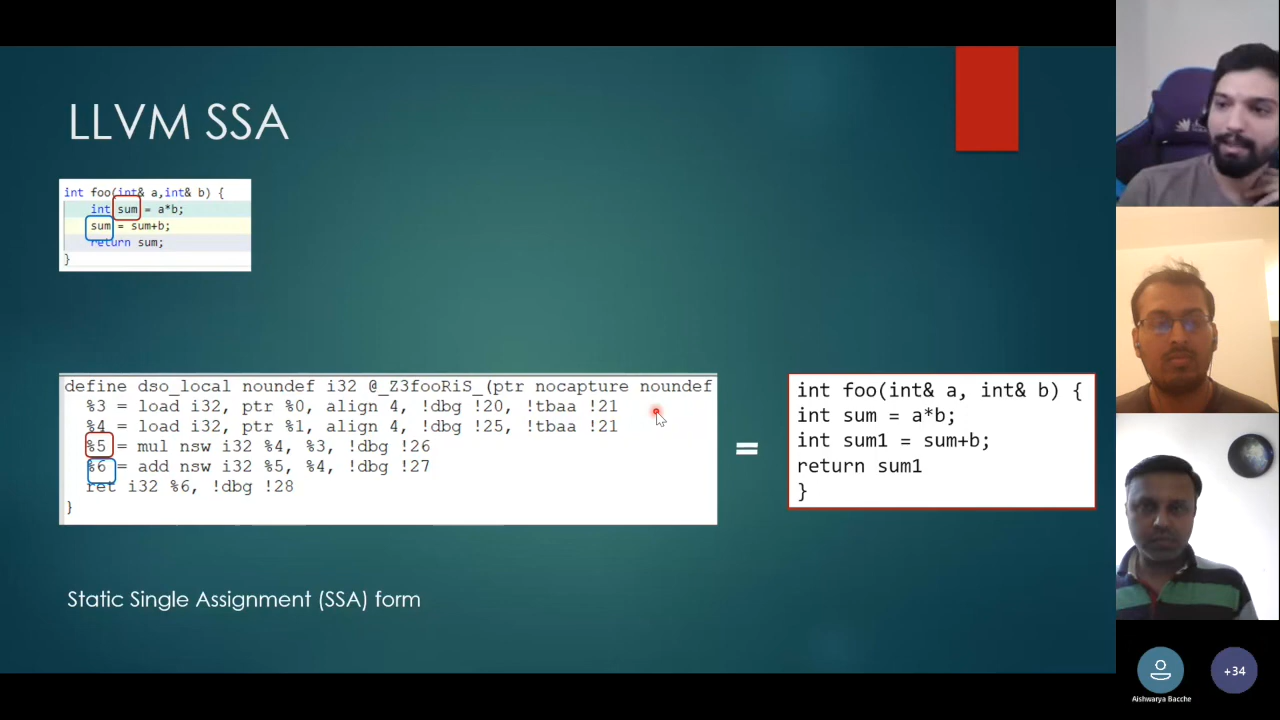 LLVM SSA
int foo(int& a,int& b) {
int sum = a*b;
sum = sum+b;
return sum;
}
define dso_local noundef i32 @_Z3fooRiS_(ptr nocapture noundef
%3 = load i32, ptr %0, align 4, !dbg !20, !tbaa !21
%4 = load i32, ptr %1, align 4, !dbg !25, !tbaa !21
%5 = mul nsw i32 %4, %3, !dbg !26
%6 = add nsw i32 %5, %4, !dbg !27
ret i32 %6, !dbg !28
}
=
int foo(int& a, int& b) {
int sum = a*b;
int sum1 = sum+b;
return sum1
}
Static Single Assignment (SSA) form
Aishwarya Bacche
+34